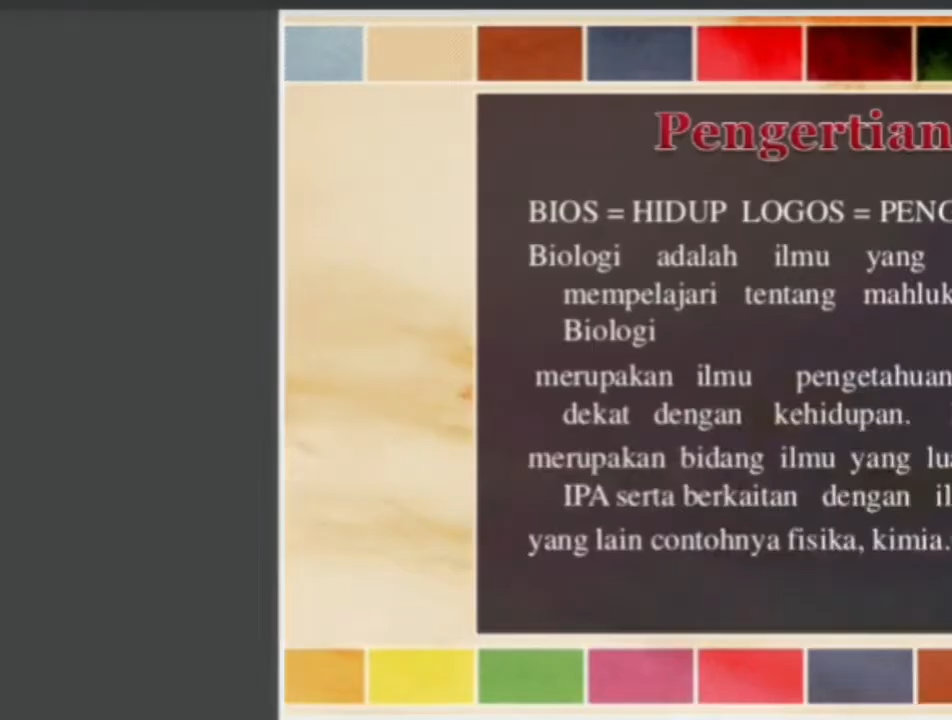 Pengertian
BIOS = HIDUP LOGOS =
Biologi adalah ilmu yang
mempelajari tentang mahluk
Biologi
merupakan ilmu pengetahuan
dekat dengan kehidupan.
merupakan bidang ilmu yang
IPA serta berkaitan dengan
yang lain contohnya fisika, kimia.